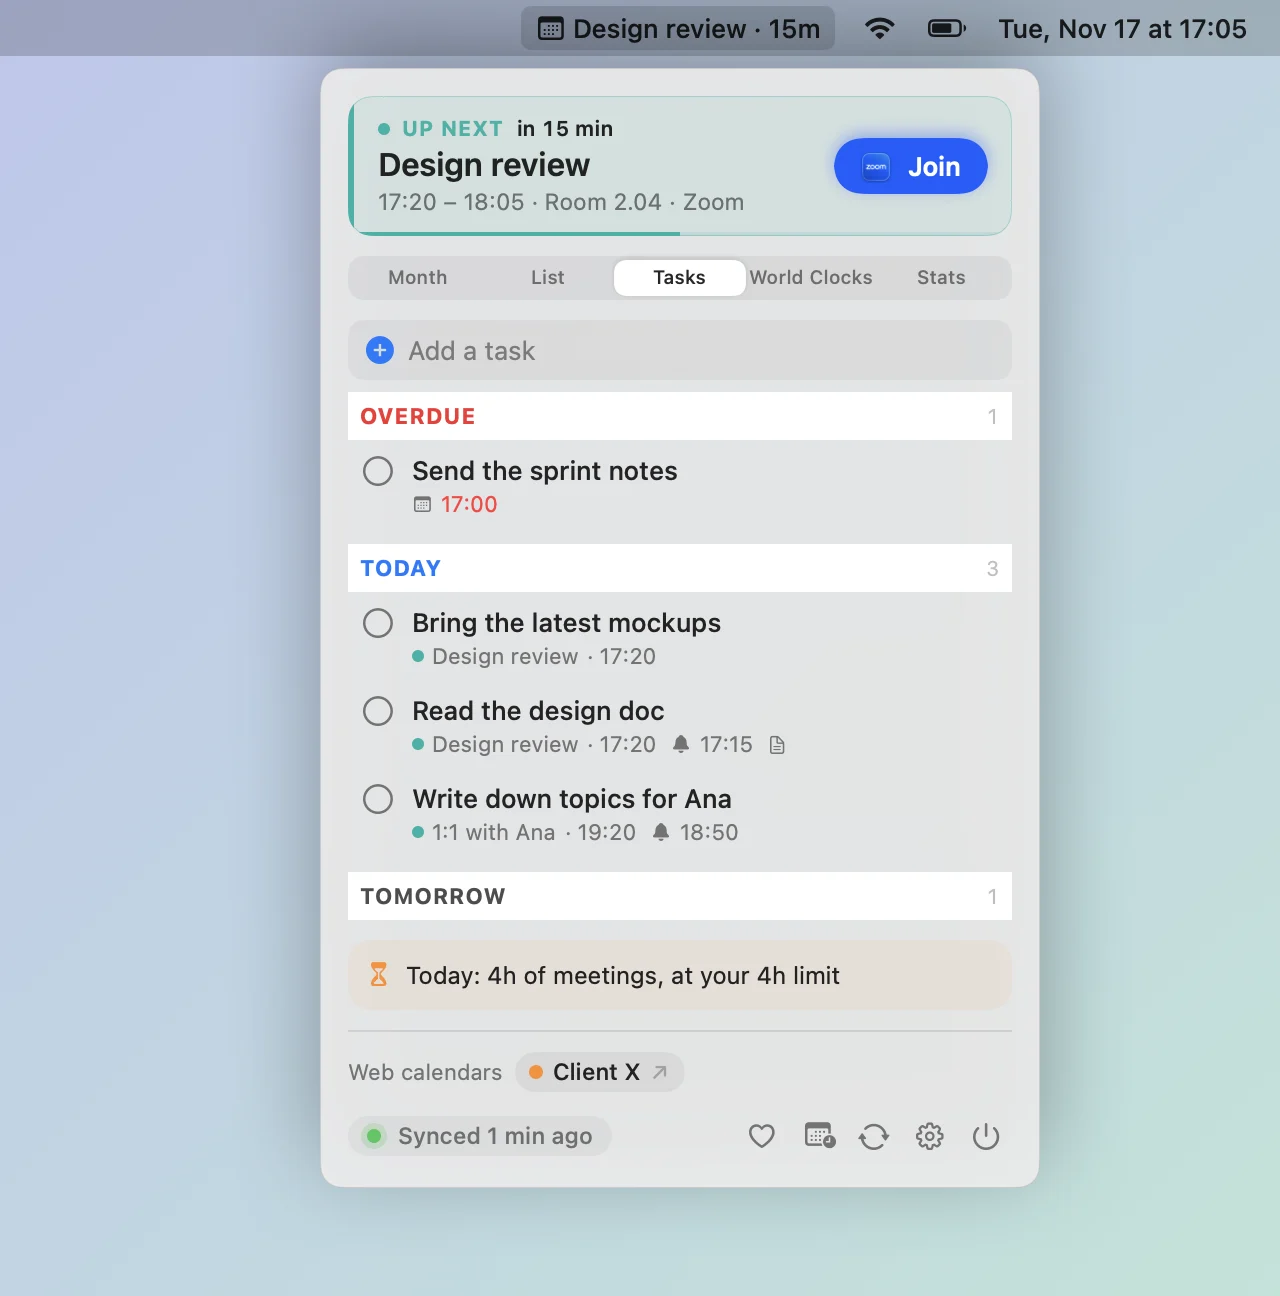 Design review · 15m
Tue, Nov 17 at 17:05
UP NEXT in 15 min
Design review
17:20 – 18:05 · Room 2.04 · Zoom
zoom
Join
Month
List
Tasks
World Clocks
Stats
Add a task
OVERDUE 1
Send the sprint notes
17:00
TODAY 3
Bring the latest mockups
Design review · 17:20
Read the design doc
Design review · 17:20 17:15
Write down topics for Ana
1:1 with Ana · 19:20 18:50
TOMORROW 1
Today: 4h of meetings, at your 4h limit
Web calendars Client X
Synced 1 min ago